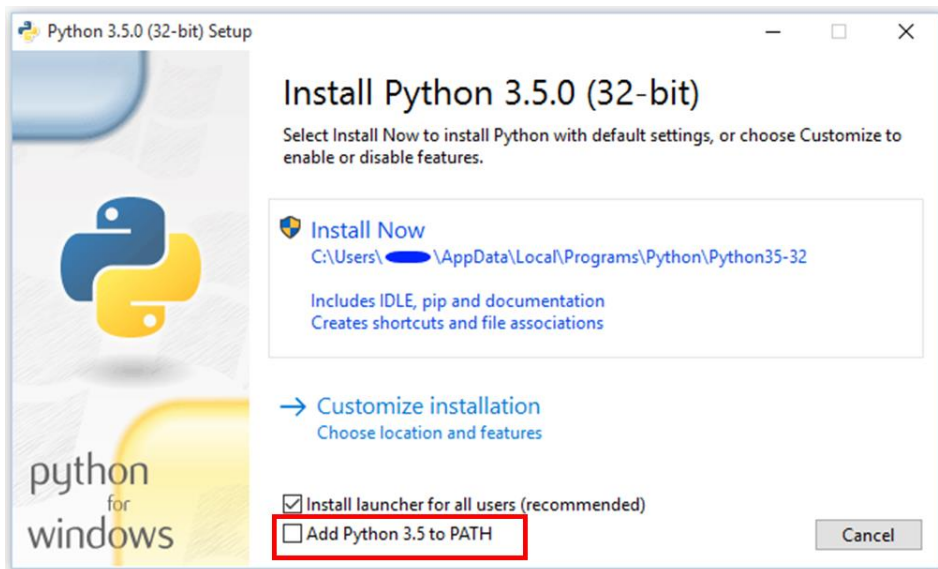 Python 3.5.0 (32-bit) Setup
Install Python 3.5.0 (32-bit)
Select Install Now to install Python with default settings, or choose Customize to
enable or disable features.
Install Now
C:\Users\ \AppData\Local\Programs\Python\Python35-32
Includes IDLE, pip and documentation
Creates shortcuts and file associations
Customize installation
Choose location and features
python
for
windows
Install launcher for all users (recommended)
Add Python 3.5 to PATH
Cancel